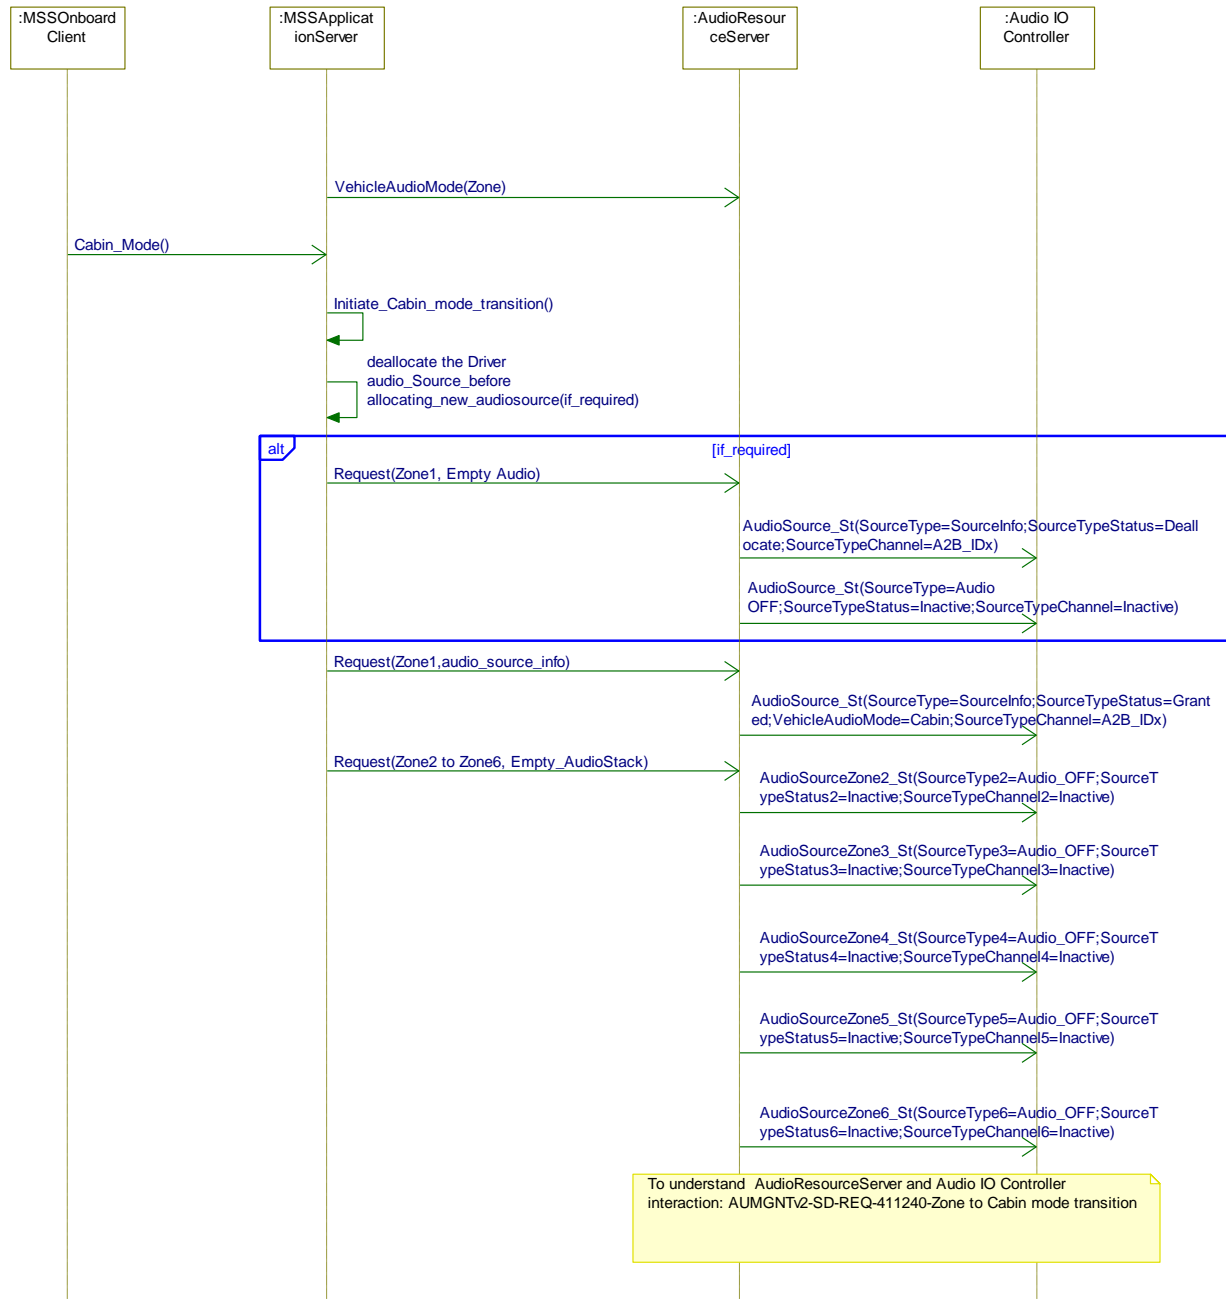 :MSSOnboard
Client
:MSSApplicat
ionServer
:AudioResour
ceServer
:Audio IO
Controller
VehicleAudioMode(Zone)
Cabin_Mode()
Initiate_Cabin_mode_transition()
deallocate the Driver
audio_Source_before
allocating_new_audiosource(if_required)
alt
[if_required]
Request(Zone1, Empty Audio)
AudioSource_St(SourceType=SourceInfo;SourceTypeStatus=Deall
ocate;SourceTypeChannel=A2B_IDx)
AudioSource_St(SourceType=Audio
OFF;SourceTypeStatus=Inactive;SourceTypeChannel=Inactive)
Request(Zone1,audio_source_info)
AudioSource_St(SourceType=SourceInfo;SourceTypeStatus=Grant
ed;VehicleAudioMode=Cabin;SourceTypeChannel=A2B_IDx)
Request(Zone2 to Zone6, Empty_AudioStack)
AudioSourceZone2_St(SourceType2=Audio_OFF;SourceT
ypeStatus2=Inactive;SourceTypeChannel2=Inactive)
AudioSourceZone3_St(SourceType3=Audio_OFF;SourceT
ypeStatus3=Inactive;SourceTypeChannel3=Inactive)
AudioSourceZone4_St(SourceType4=Audio_OFF;SourceT
ypeStatus4=Inactive;SourceTypeChannel4=Inactive)
AudioSourceZone5_St(SourceType5=Audio_OFF;SourceT
ypeStatus5=Inactive;SourceTypeChannel5=Inactive)
AudioSourceZone6_St(SourceType6=Audio_OFF;SourceT
ypeStatus6=Inactive;SourceTypeChannel6=Inactive)
To understand AudioResourceServer and Audio IO Controller
interaction: AUMGNTv2-SD-REQ-411240-Zone to Cabin mode transition